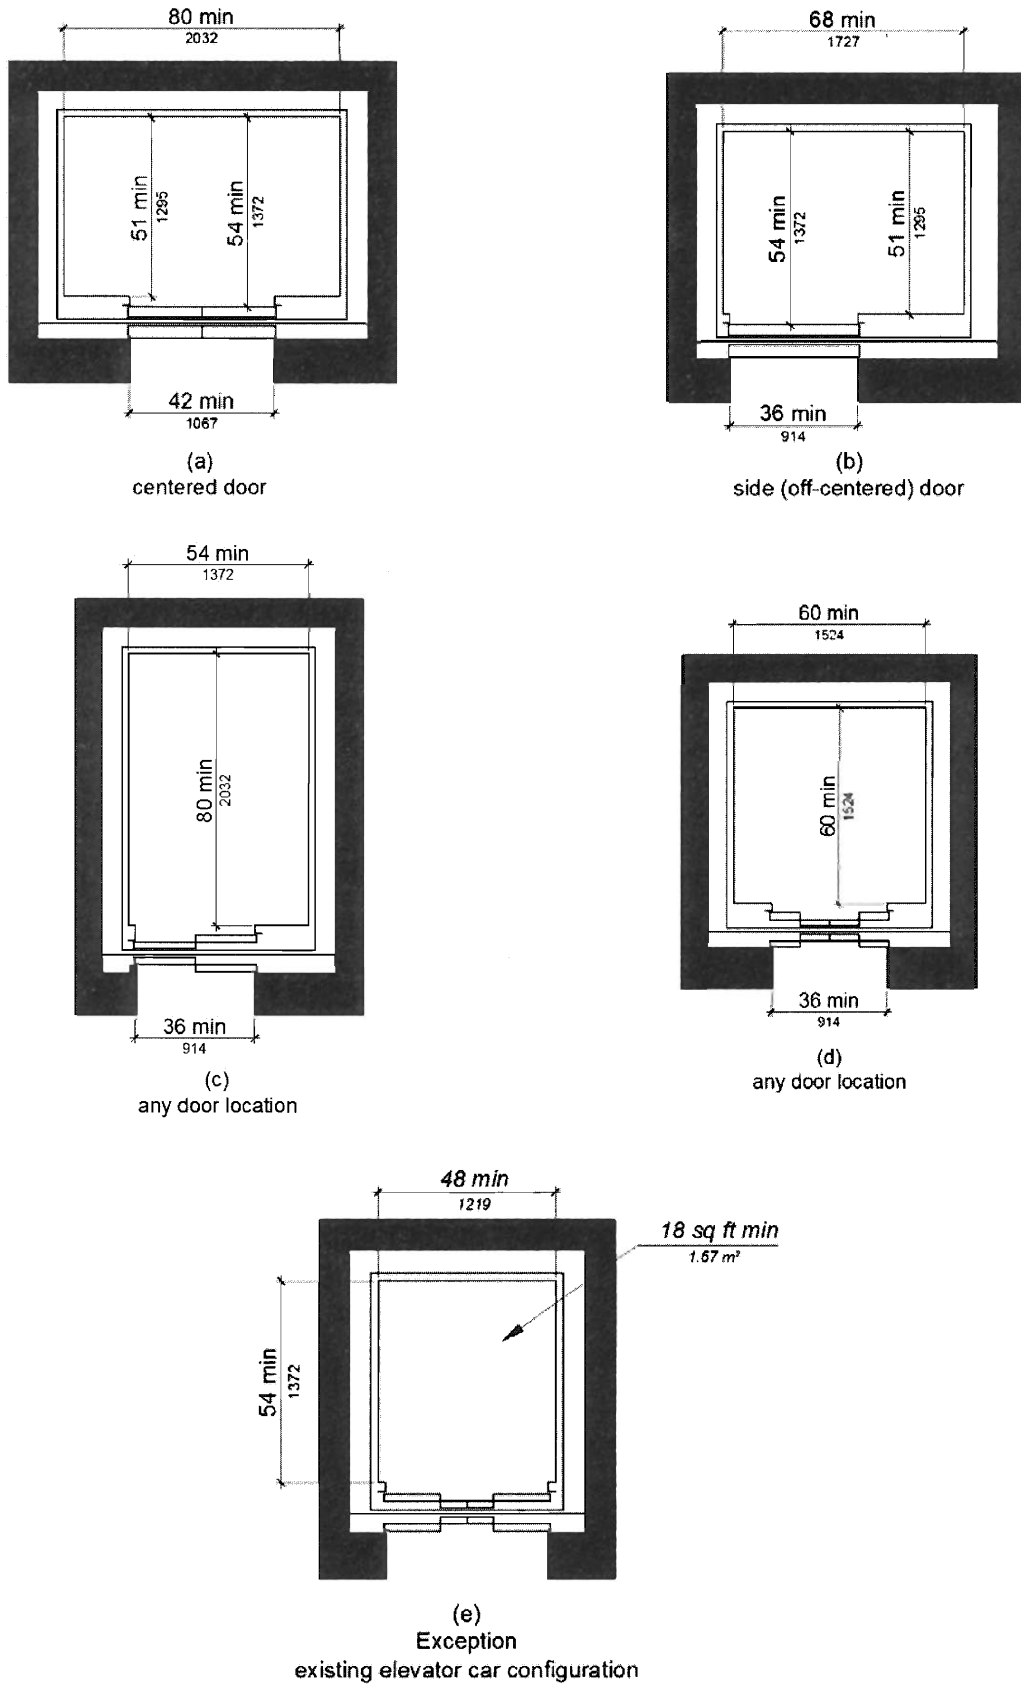 80 min
2032
51 min
1295
54 min
1372
42 min
1067
(a)
centered door
68 min
1727
54 min
1372
51 min
1295
36 min
914
(b)
side (off-centered) door
54 min
1372
80 min
2032
36 min
914
(c)
any door location
60 min
1524
60 min
1524
36 min
914
(d)
any door location
48 min
1219
18 sq ft min
1.67 m²
54 min
1372
(e)
Exception
existing elevator car configuration